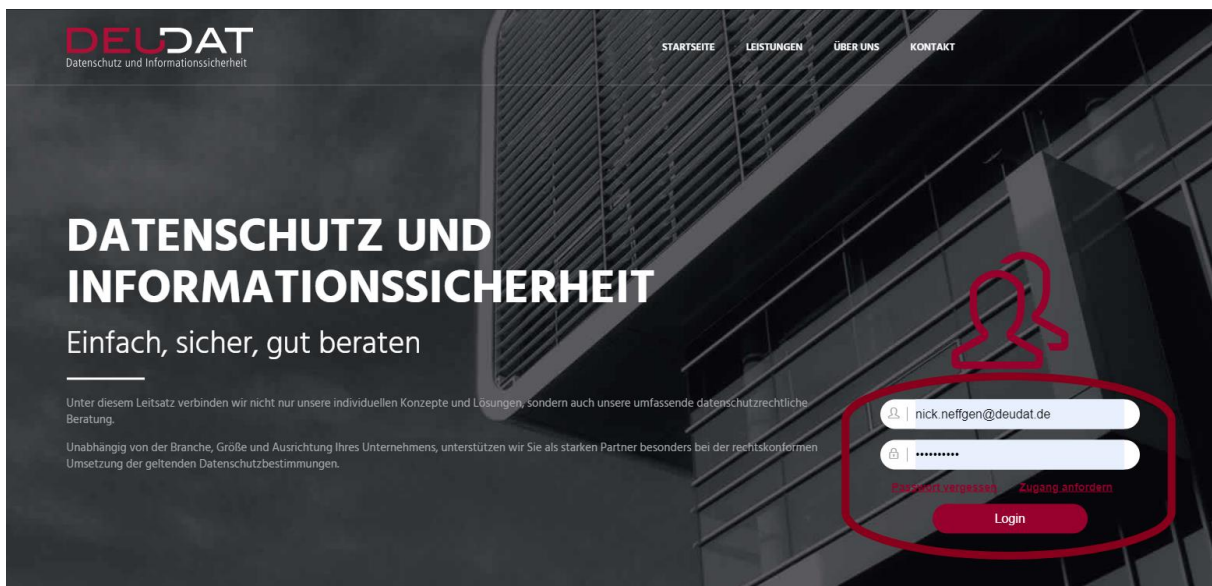 DEUDAT
Datenschutz und Informationssicherheit
STARTSEITE LEISTUNGEN ÜBER UNS KONTAKT
DATENSCHUTZ UND
INFORMATIONSSICHERHEIT
Einfach, sicher, gut beraten
Unter diesem Leitsatz verbinden wir nicht nur unsere individuellen Konzepte und Lösungen, sondern auch unsere umfassende datenschutzrechtliche
Beratung.
Unabhängig von der Branche, Größe und Ausrichtung Ihres Unternehmens, unterstützen wir Sie als starken Partner besonders bei der rechtskonformen
Umsetzung der geltenden Datenschutzbestimmungen.
nick.neffgen@deudat.de
••••••••••
Passwort vergessen Zugang anfordern
Login